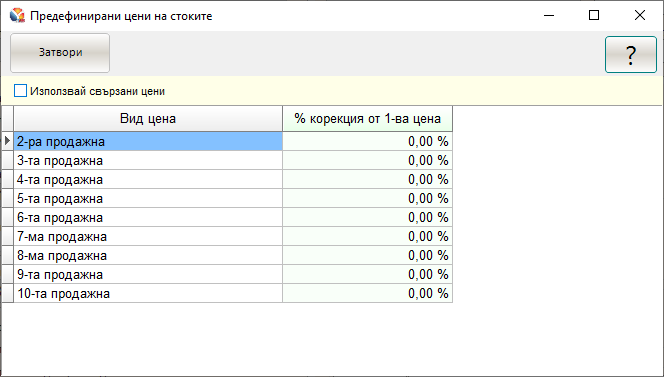 Предефинирани цени на стоките
Затвори
?
Използвай свързани цени
Вид цена % корекция от 1-ва цена
2-ра продажна 0,00 %
3-та продажна 0,00 %
4-та продажна 0,00 %
5-та продажна 0,00 %
6-та продажна 0,00 %
7-ма продажна 0,00 %
8-ма продажна 0,00 %
9-та продажна 0,00 %
10-та продажна 0,00 %